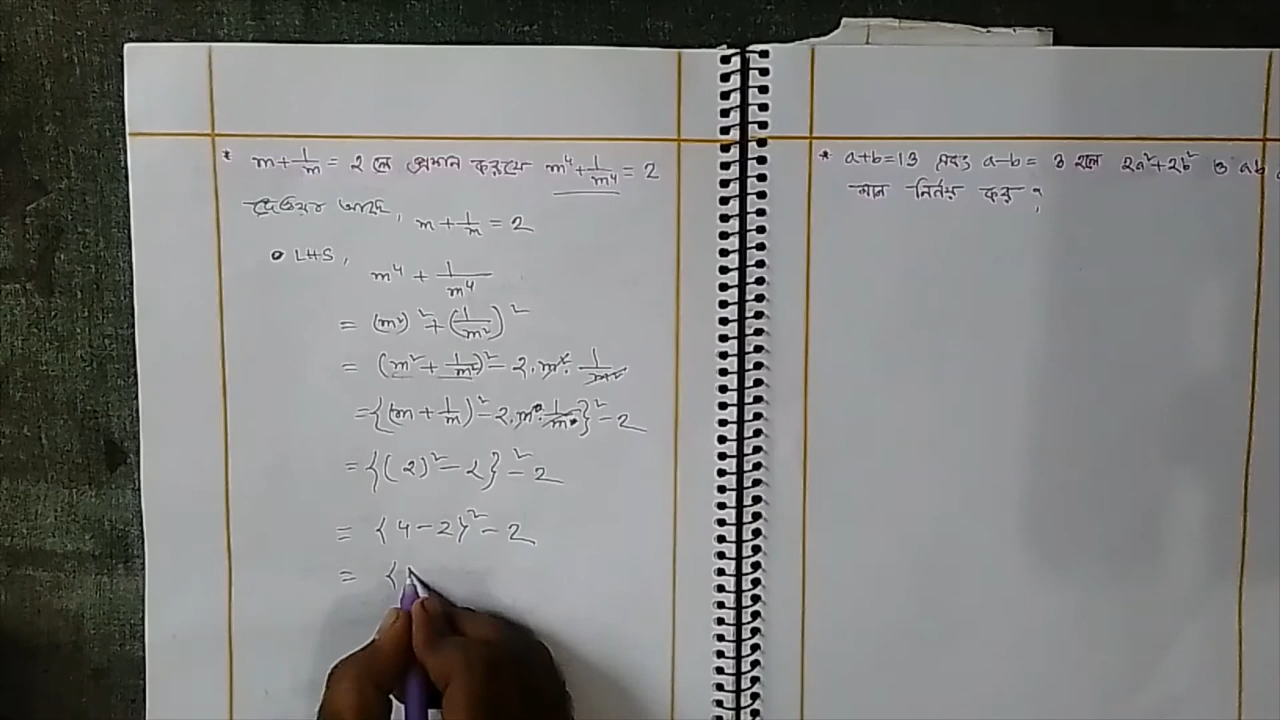 * m + 1/m = 2 হলে প্রমান করযে m⁴ + 1/m⁴ = 2
দেওয়া আছে, m + 1/m = 2
LHS,
m⁴ + 1/m⁴
= (m²)² + (1/m²)²
= (m² + 1/m²)² - 2.m². 1/m²
= {(m + 1/m)² - 2.m. 1/m}² - 2
= {(2)² - 2}² - 2
= {4 - 2}² - 2
= {
* a+b = 13 এবং a-b = 3 হলে 2a²+2b² ও ab
মান নির্ণয় কর ?